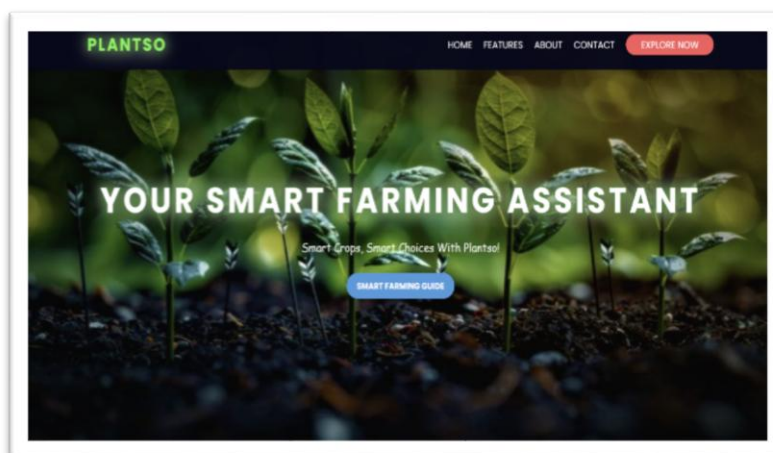 PLANTSO
HOME FEATURES ABOUT CONTACT EXPLORE NOW
YOUR SMART FARMING ASSISTANT
Smart Crops, Smart Choices With Plantso!
SMART FARMING GUIDE